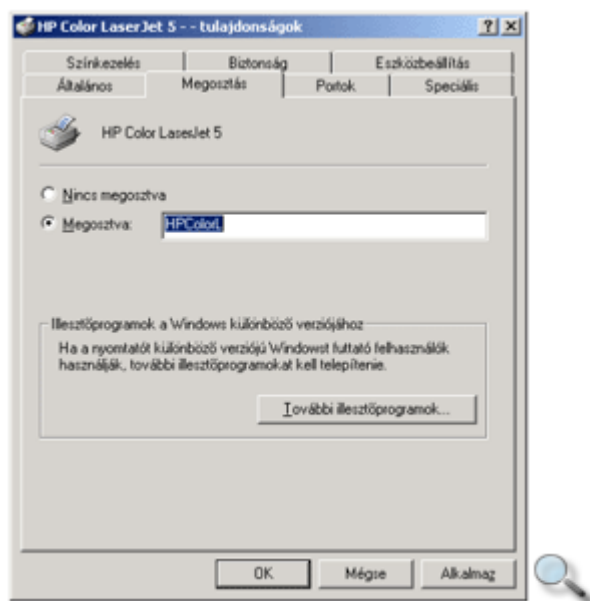 HP Color LaserJet 5 - - tulajdonságok
Színkezelés Biztonság Eszközbeállítás
Általános Megosztás Portok Speciális
HP Color LaserJet 5
Nincs megosztva
Megosztva: HPColorL
Illesztőprogramok a Windows különböző verziójához
Ha a nyomtatót különböző verziójú Windowst futtató felhasználók
használják, további illesztőprogramokat kell telepítenie.
További illesztőprogramok...
OK Mégse Alkalmaz